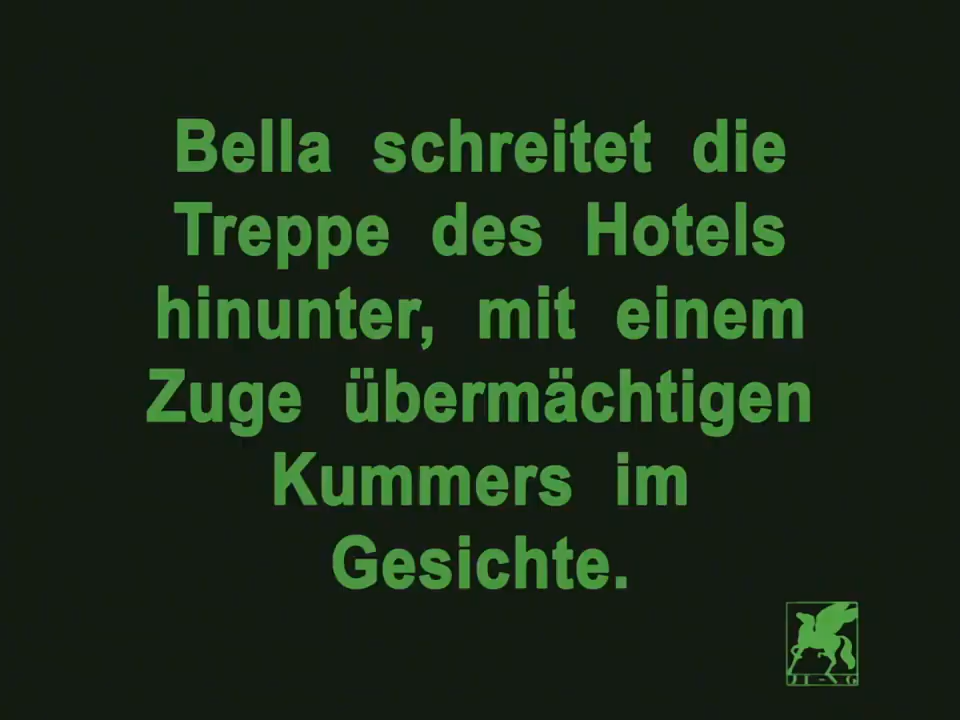 Bella schreitet die
Treppe des Hotels
hinunter, mit einem
Zuge übermächtigen
Kummers im
Gesichte.